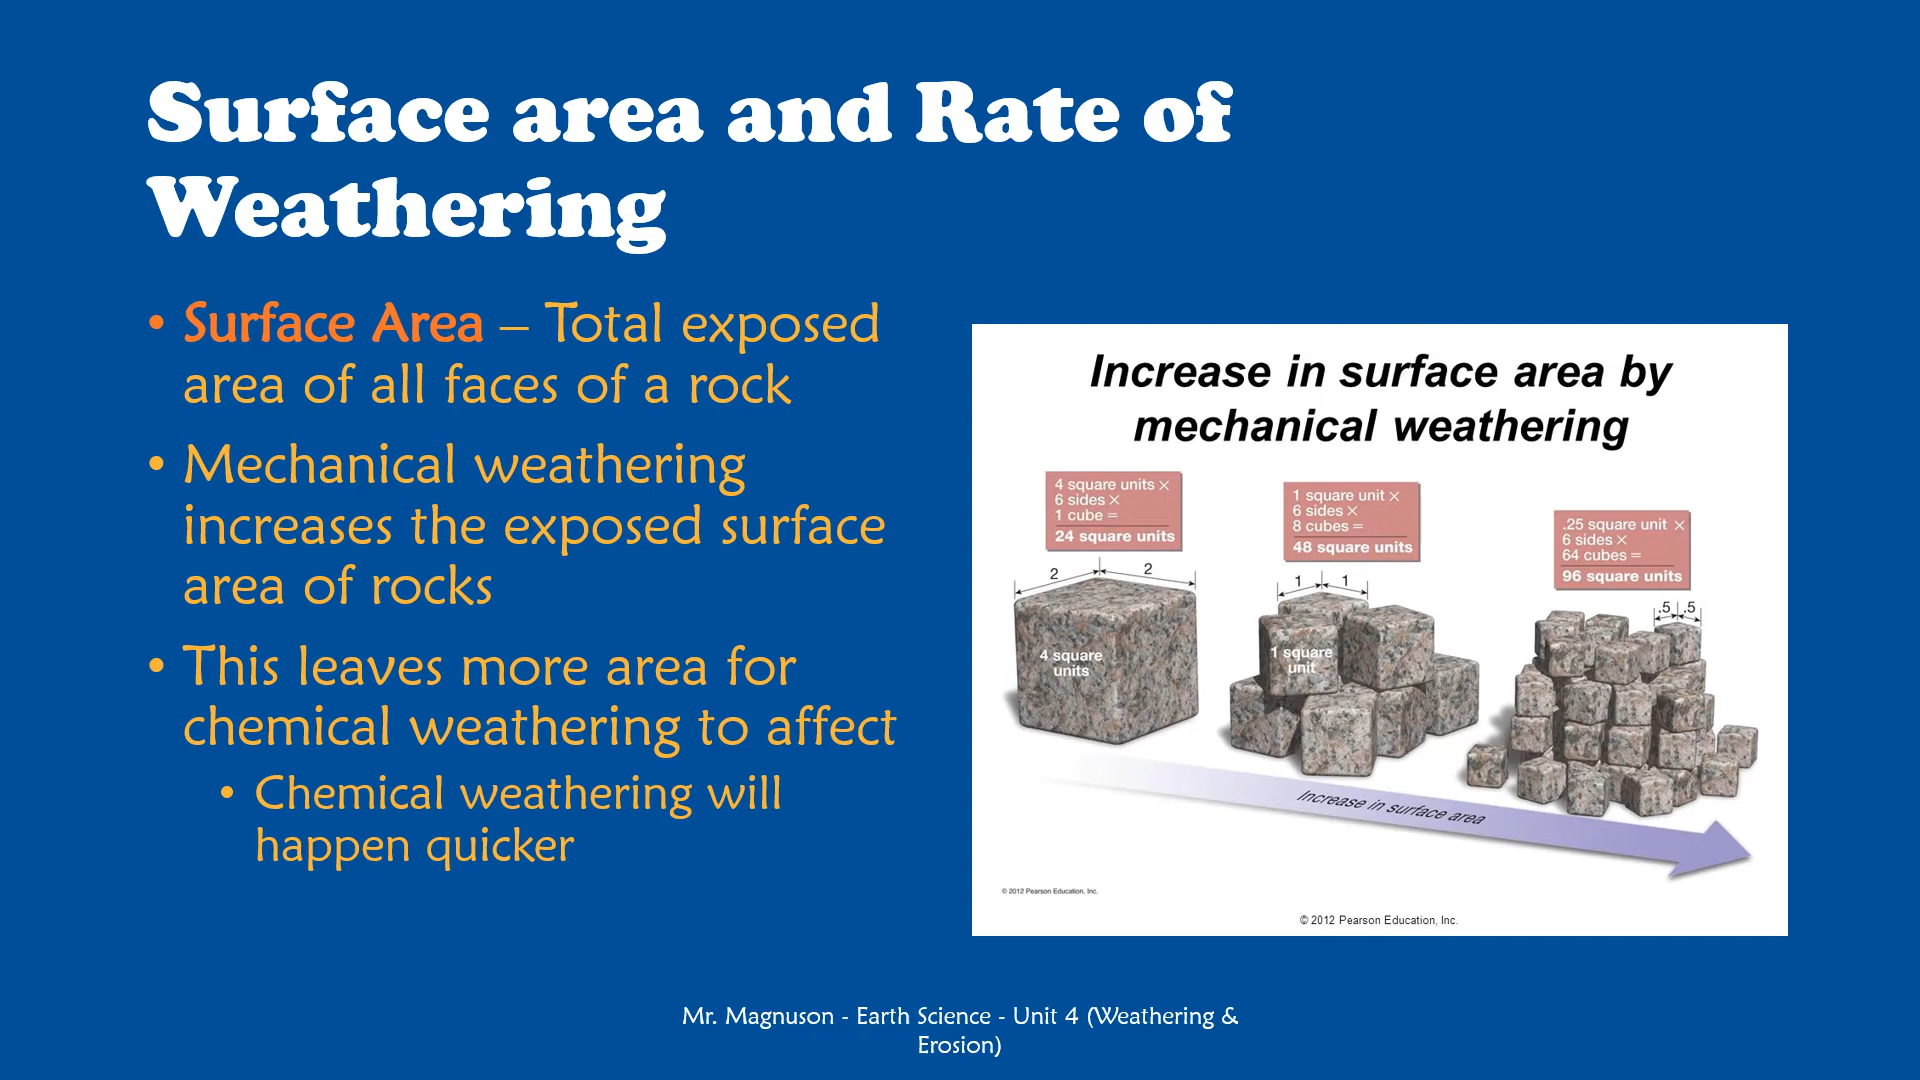 Surface area and Rate of
Weathering
• Surface Area – Total exposed
area of all faces of a rock
• Mechanical weathering
increases the exposed surface
area of rocks
• This leaves more area for
chemical weathering to affect
• Chemical weathering will
happen quicker
Increase in surface area by
mechanical weathering
4 square units ×
6 sides ×
1 cube =
24 square units
1 square unit ×
6 sides ×
8 cubes =
48 square units
.25 square unit ×
6 sides ×
64 cubes =
96 square units
2 2
1 1
.5 .5
4 square
units
1 square
unit
Increase in surface area
© 2012 Pearson Education, Inc.
© 2012 Pearson Education, Inc.
Mr. Magnuson - Earth Science - Unit 4 (Weathering &
Erosion)